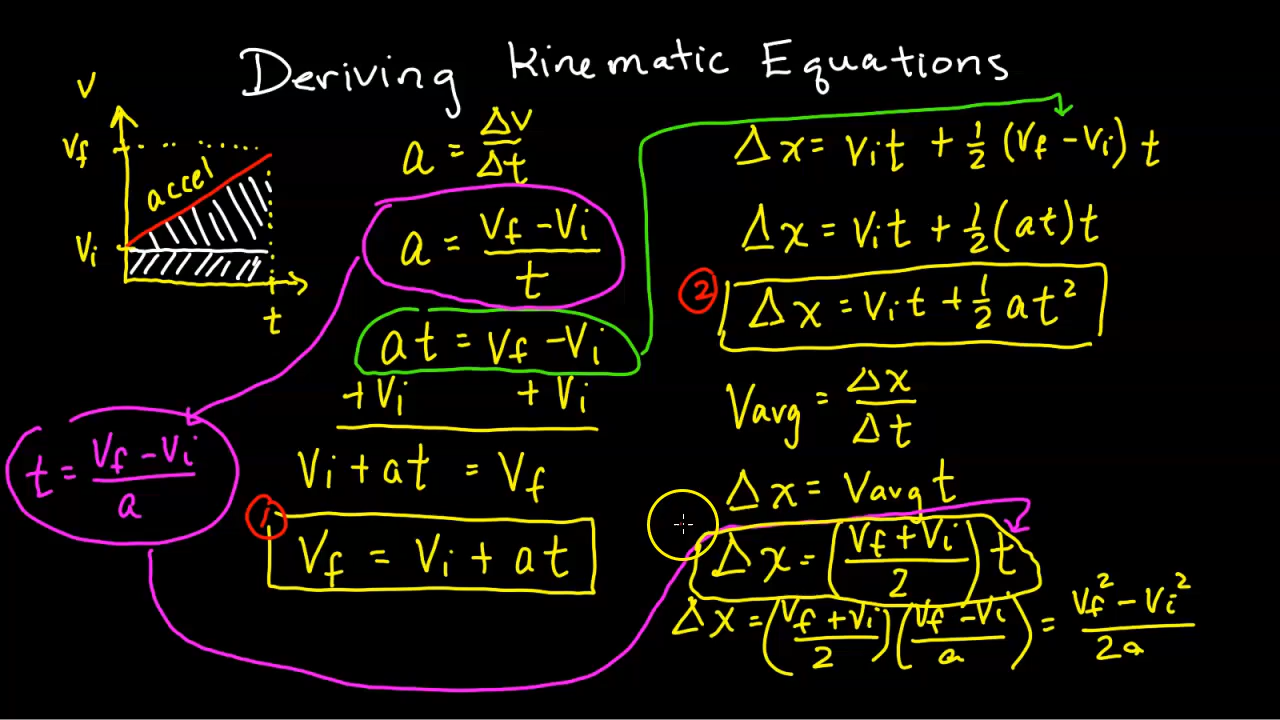 Deriving Kinematic Equations
V
Vf
accel
Vi
t
a = ΔV/Δt
a = (Vf - Vi)/t
at = Vf - Vi
+Vi +Vi
Vi + at = Vf
① Vf = Vi + at
t = (Vf - Vi)/a
Δx = Vit + ½ (Vf - Vi) t
Δx = Vit + ½ (at) t
② Δx = Vit + ½ at²
Vavg = Δx/Δt
Δx = Vavg t
Δx = ((Vf + Vi)/2) t
Δx = ((Vf + Vi)/2)((Vf - Vi)/a) = (Vf² - Vi²)/2a